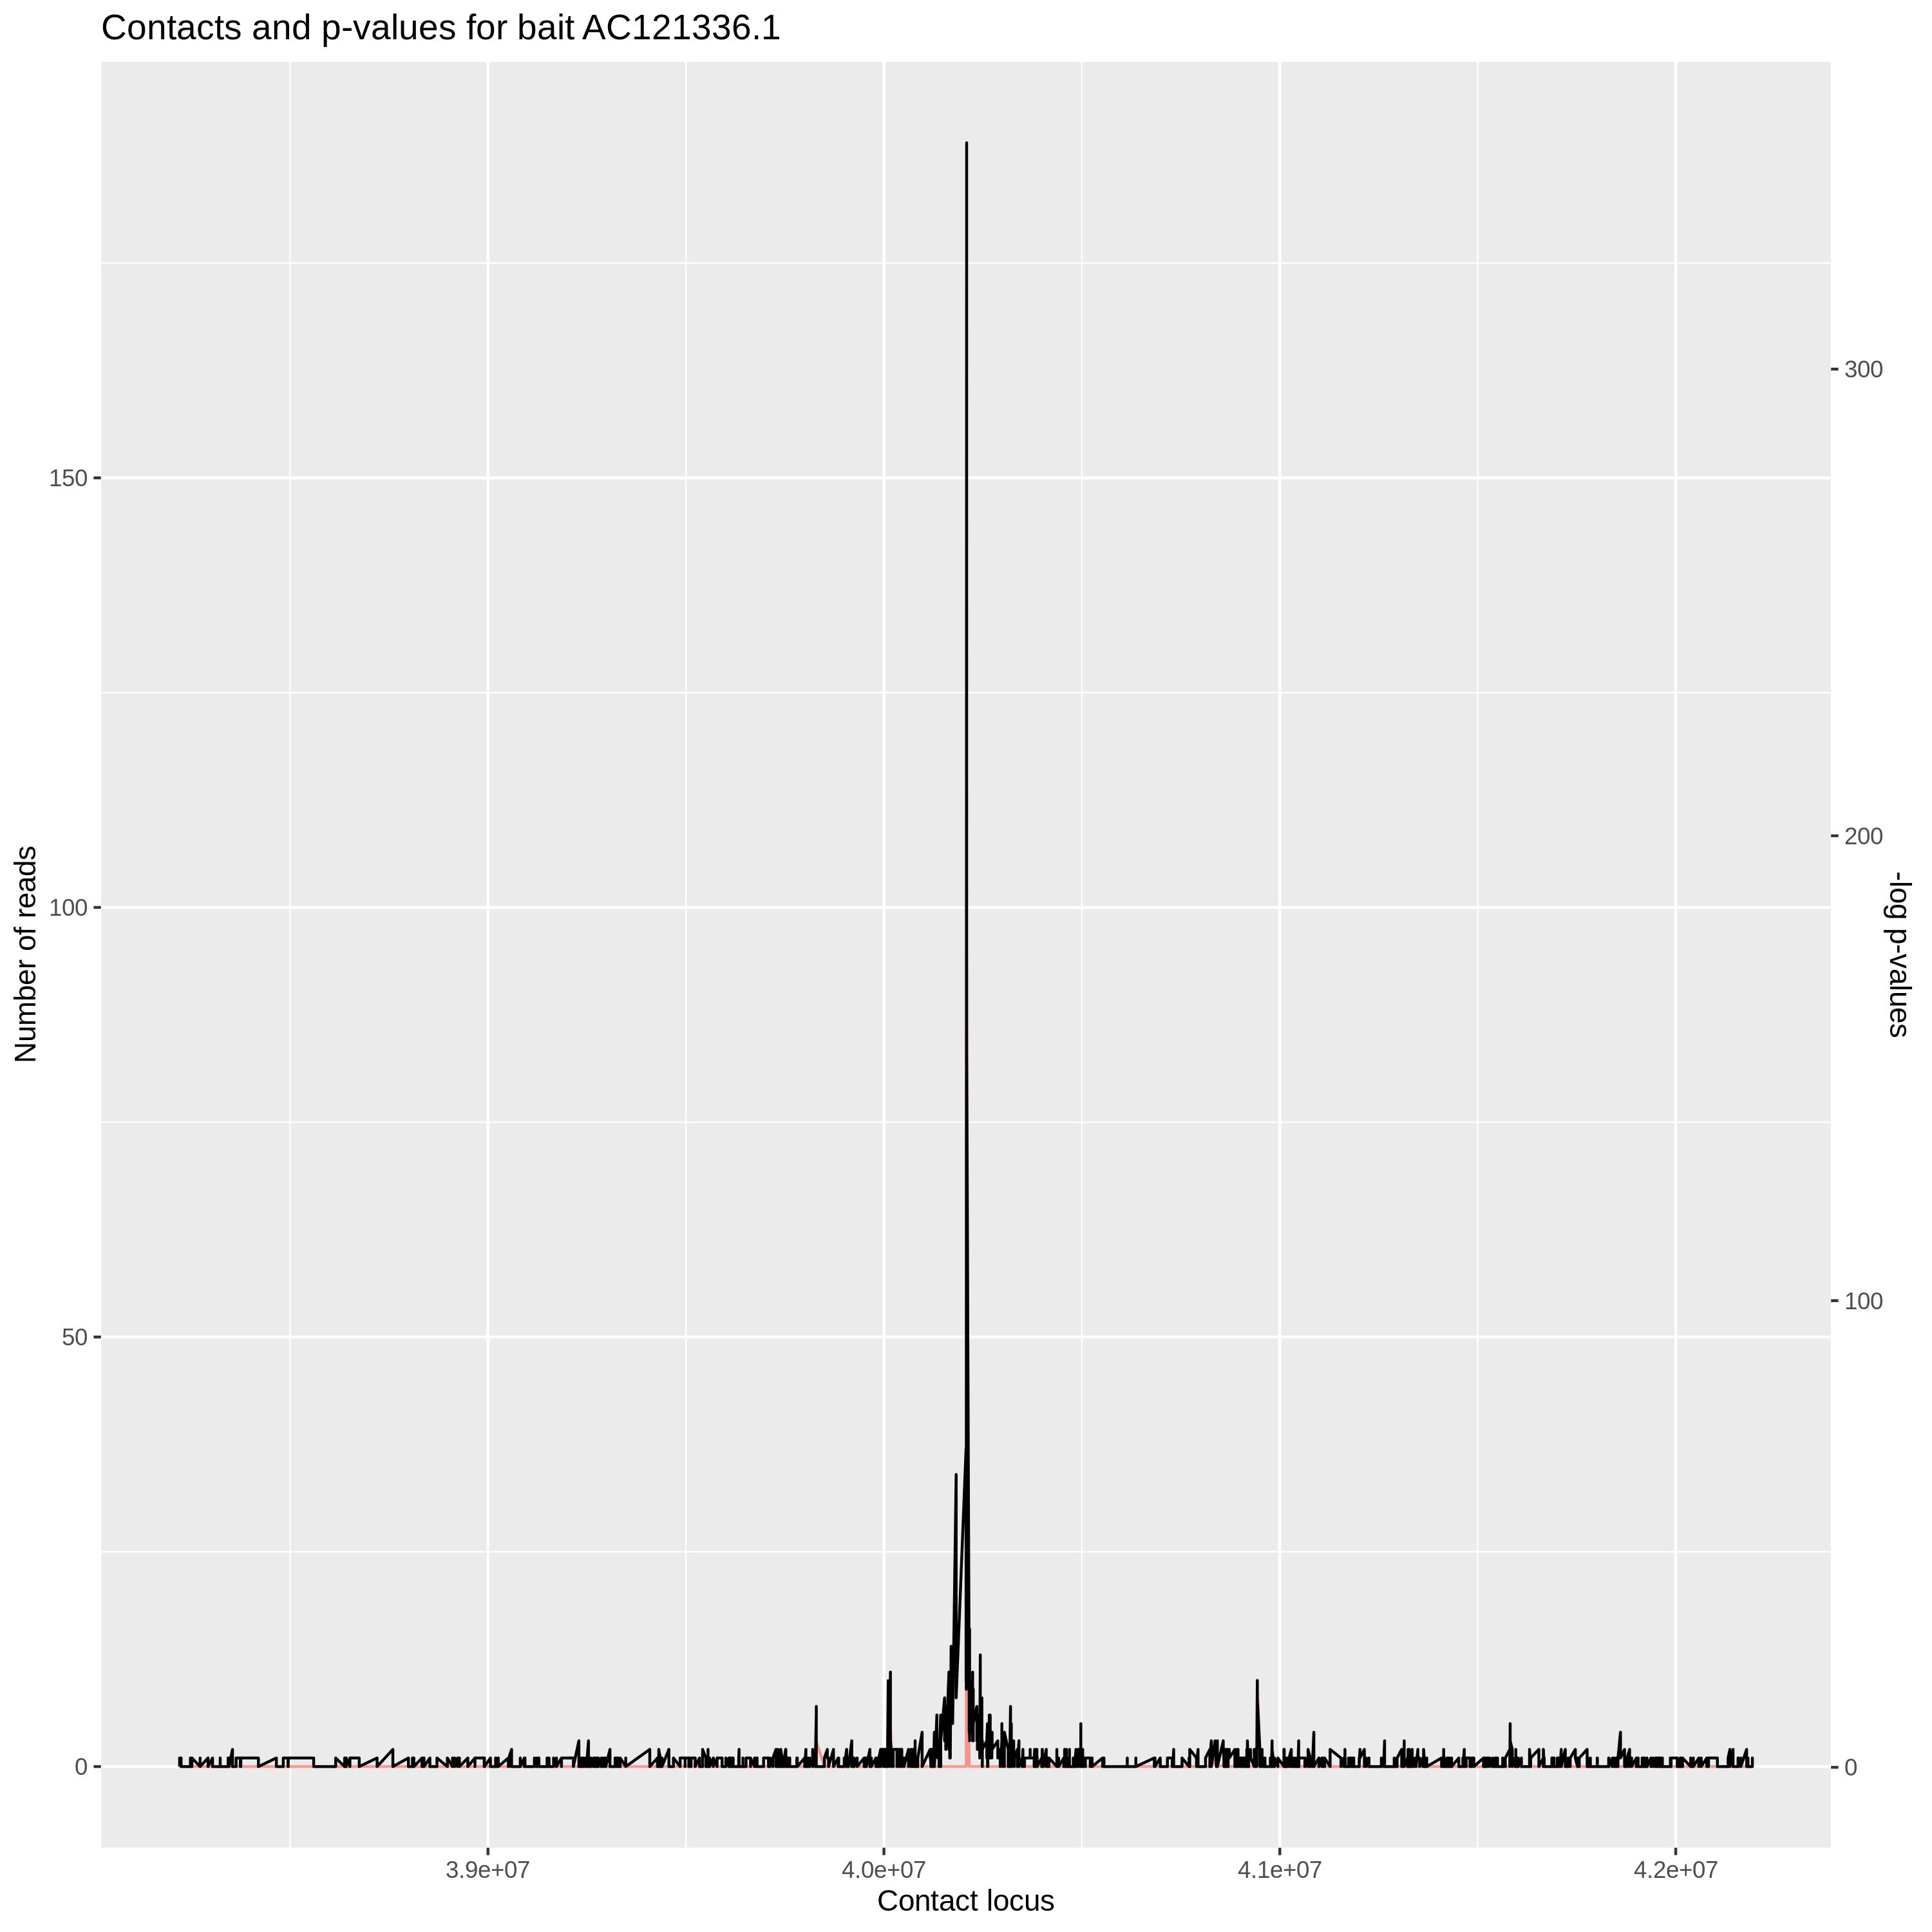 Contacts and p-values for bait AC121336.1
Number of reads
150
100
50
0
300
200
100
0
-log p-values
3.9e+07 4.0e+07 4.1e+07 4.2e+07
Contact locus